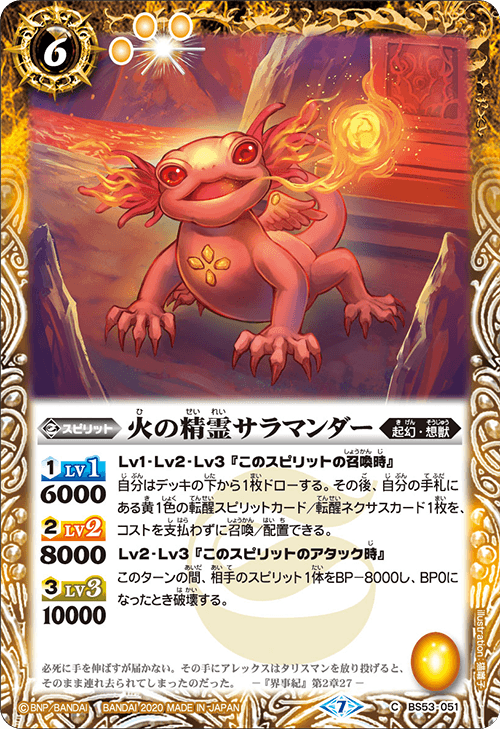 6
スピリット
火の精霊サラマンダー
起幻・想獣
1 LV1
6000
2 LV2
8000
3 LV3
10000
Lv1・Lv2・Lv3『このスピリットの召喚時』
自分はデッキの下から1枚ドローする。その後、自分の手札に
ある黄1色の転醒スピリットカード/転醒ネクサスカード1枚を、
コストを支払わずに召喚/配置できる。
Lv2・Lv3『このスピリットのアタック時』
このターンの間、相手のスピリット1体をBP-8000し、BP0に
なったとき破壊する。
必死に手を伸ばすが届かない。その手にアレックスはタリスマンを放り投げると、
そのまま連れ去られてしまったのだった。 ー『界事紀』第2章27ー
illustration:
©BNP/BANDAI BANDAI 2020 MADE IN JAPAN
7
C BS53-051